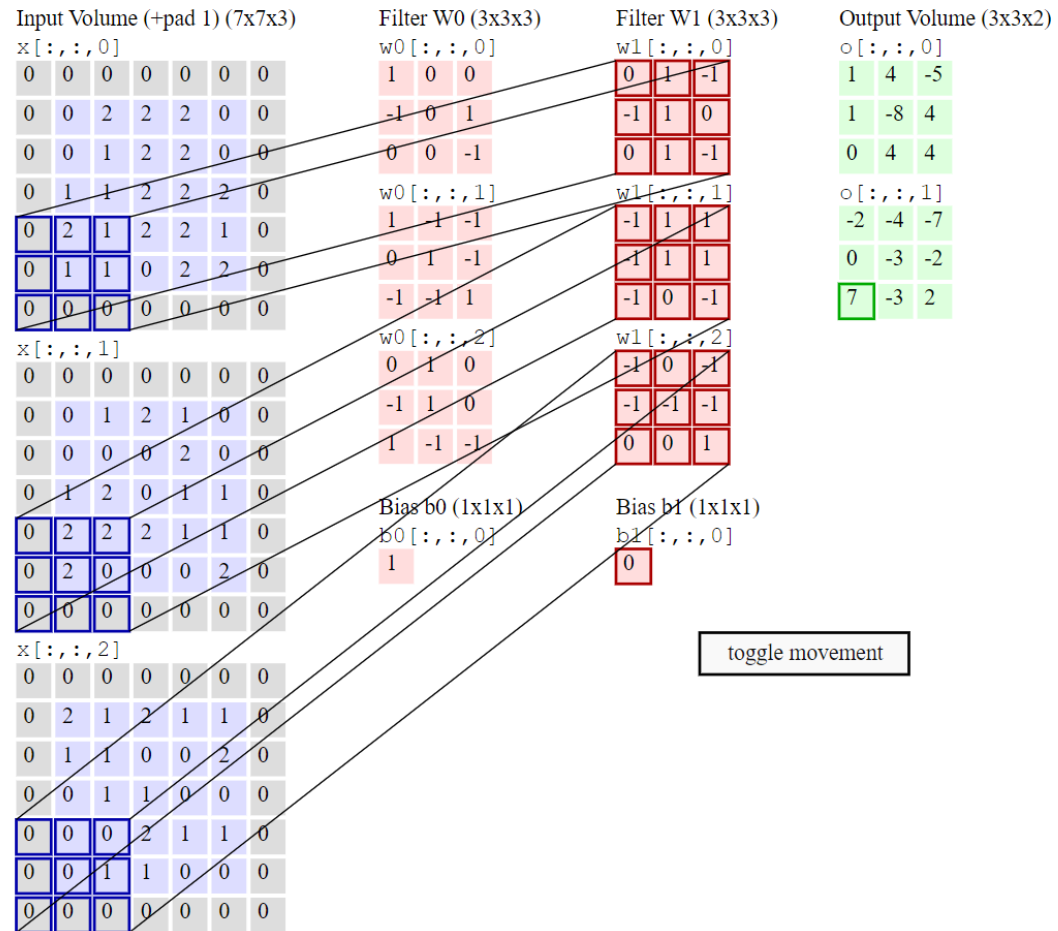 Input Volume (+pad 1) (7x7x3)
x[:,:,0]
0 0 0 0 0 0 0
0 0 2 2 2 0 0
0 0 1 2 2 0 0
0 1 1 2 2 2 0
0 2 1 2 2 1 0
0 1 1 0 2 2 0
0 0 0 0 0 0 0
x[:,:,1]
0 0 0 0 0 0 0
0 0 1 2 1 0 0
0 0 0 0 2 0 0
0 1 2 0 1 1 0
0 2 2 2 1 1 0
0 2 0 0 0 2 0
0 0 0 0 0 0 0
x[:,:,2]
0 0 0 0 0 0 0
0 2 1 2 1 1 0
0 1 1 0 0 2 0
0 0 1 1 0 0 0
0 0 0 2 1 1 0
0 0 1 1 0 0 0
0 0 0 0 0 0 0
Filter W0 (3x3x3)
w0[:,:,0]
1 0 0
-1 0 1
0 0 -1
w0[:,:,1]
1 -1 -1
0 1 -1
-1 -1 1
w0[:,:,2]
0 1 0
-1 1 0
1 -1 -1
Bias b0 (1x1x1)
b0[:,:,0]
1
Filter W1 (3x3x3)
w1[:,:,0]
0 1 -1
-1 1 0
0 1 -1
w1[:,:,1]
-1 1 1
-1 1 1
-1 0 -1
w1[:,:,2]
-1 0 -1
-1 -1 -1
0 0 1
Bias b1 (1x1x1)
b1[:,:,0]
0
Output Volume (3x3x2)
o[:,:,0]
1 4 -5
1 -8 4
0 4 4
o[:,:,1]
-2 -4 -7
0 -3 -2
7 -3 2
toggle movement